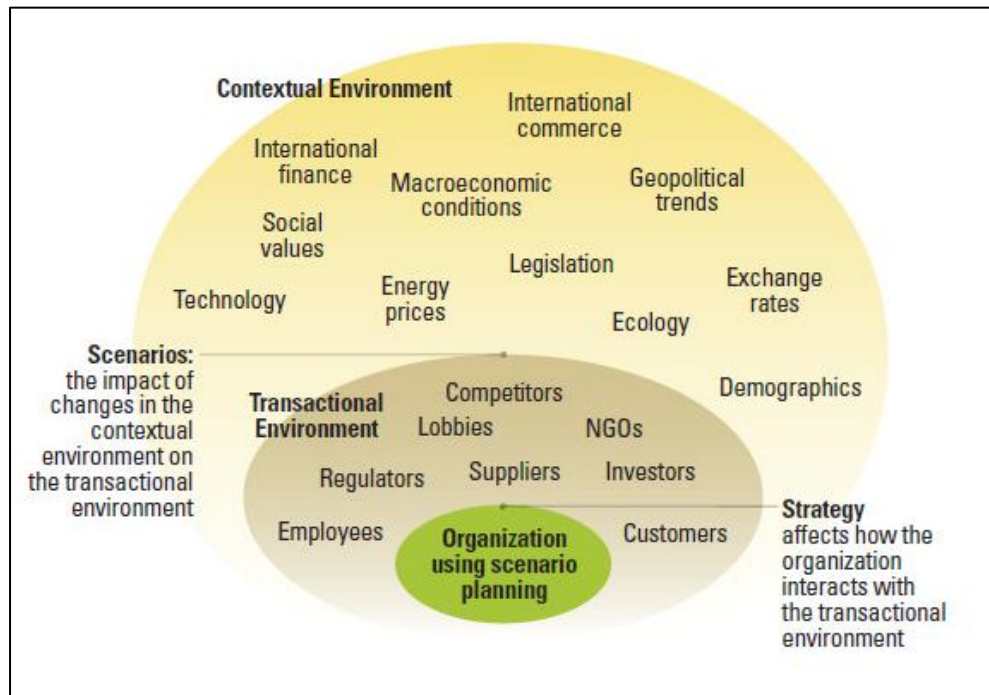 Contextual Environment
International
commerce
International
finance
Macroeconomic
conditions
Geopolitical
trends
Social
values
Legislation
Exchange
rates
Technology
Energy
prices
Ecology
Demographics
Scenarios:
the impact of
changes in the
contextual
environment on
the transactional
environment
Transactional
Environment
Competitors
Lobbies
NGOs
Regulators
Suppliers
Investors
Employees
Customers
Organization
using scenario
planning
Strategy
affects how the
organization
interacts with
the transactional
environment